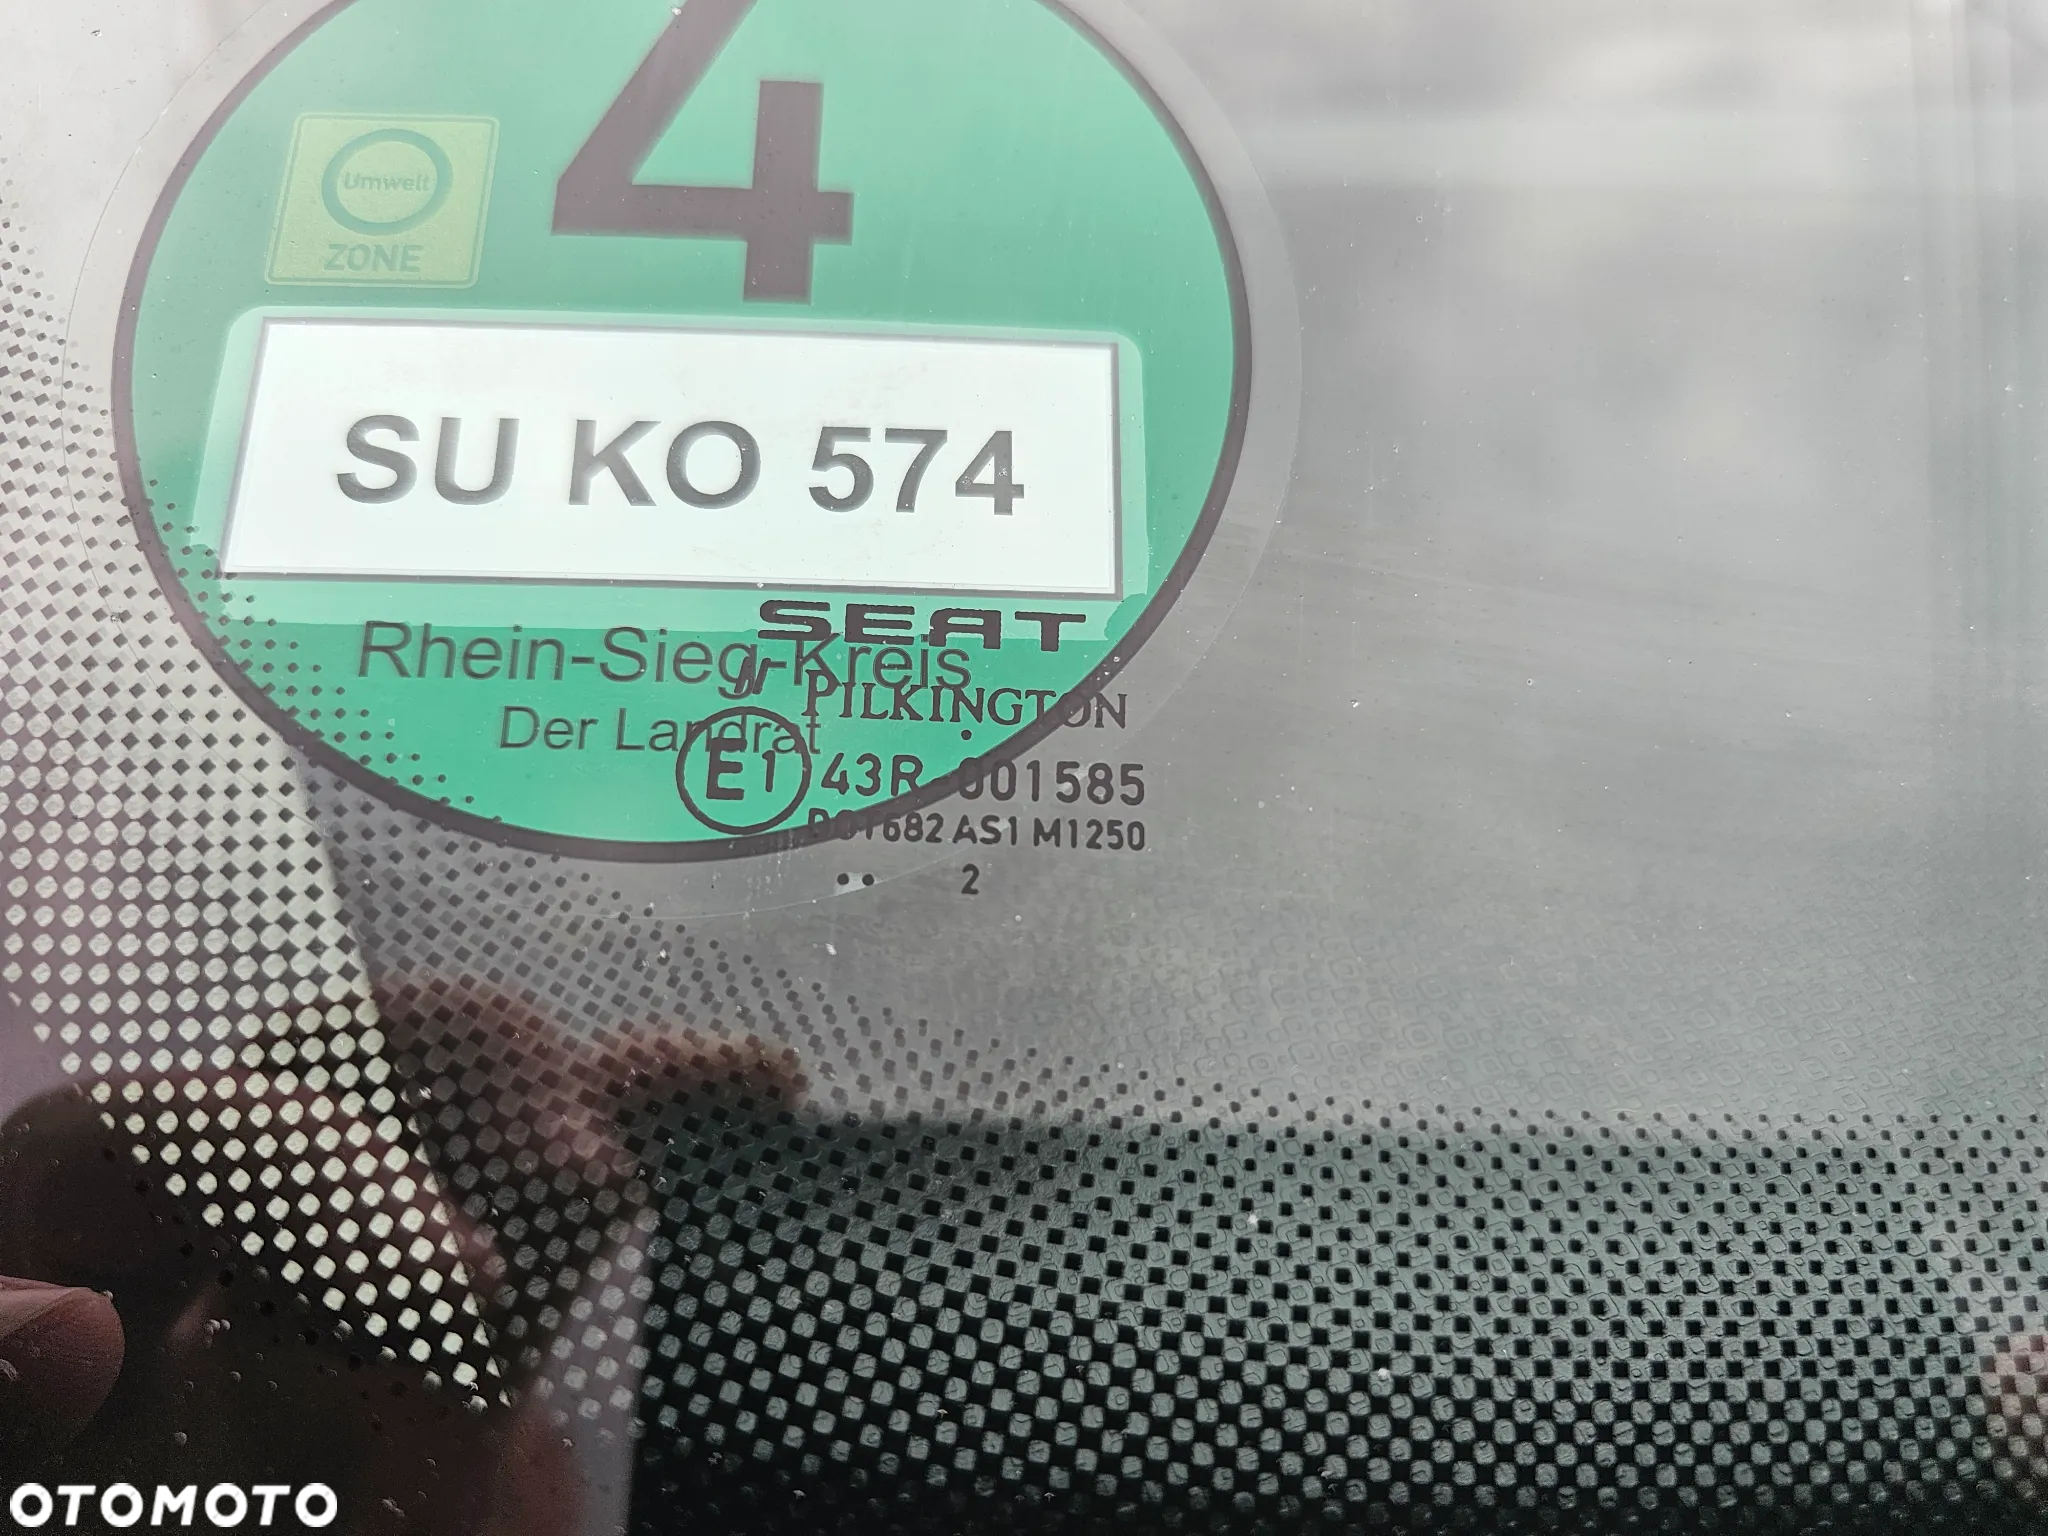 4
Umwelt
ZONE
SU KO 574
SEAT
Rhein-Sieg-Kreis
PILKINGTON
Der Landrat
E1 43R-001585
DOT682 AS1 M1250
.. 2
OTOMOTO